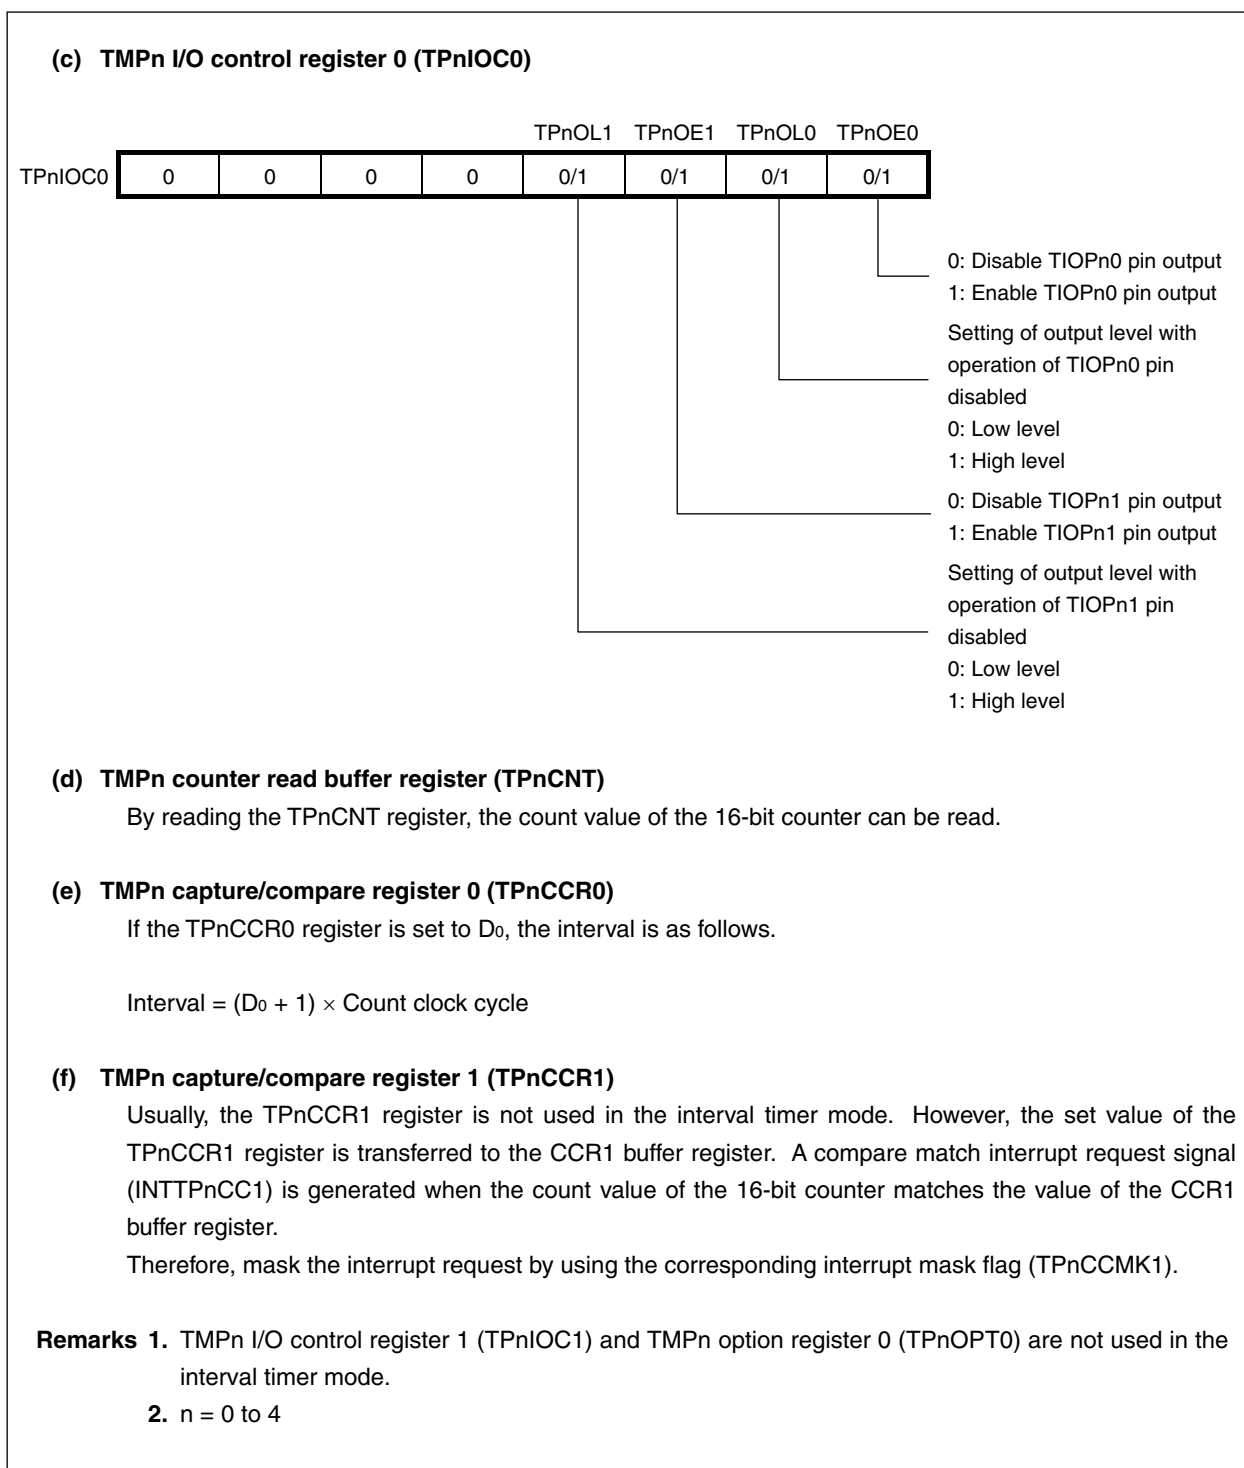 (c) TMPn I/O control register 0 (TPnIOC0)
TPnOL1 TPnOE1 TPnOL0 TPnOE0
TPnIOC0 0 0 0 0 0/1 0/1 0/1 0/1
0: Disable TIOPn0 pin output
1: Enable TIOPn0 pin output
Setting of output level with
operation of TIOPn0 pin
disabled
0: Low level
1: High level
0: Disable TIOPn1 pin output
1: Enable TIOPn1 pin output
Setting of output level with
operation of TIOPn1 pin
disabled
0: Low level
1: High level
(d) TMPn counter read buffer register (TPnCNT)
By reading the TPnCNT register, the count value of the 16-bit counter can be read.
(e) TMPn capture/compare register 0 (TPnCCR0)
If the TPnCCR0 register is set to D0, the interval is as follows.
Interval = (D0 + 1) × Count clock cycle
(f) TMPn capture/compare register 1 (TPnCCR1)
Usually, the TPnCCR1 register is not used in the interval timer mode. However, the set value of the
TPnCCR1 register is transferred to the CCR1 buffer register. A compare match interrupt request signal
(INTTPnCC1) is generated when the count value of the 16-bit counter matches the value of the CCR1
buffer register.
Therefore, mask the interrupt request by using the corresponding interrupt mask flag (TPnCCMK1).
Remarks 1. TMPn I/O control register 1 (TPnIOC1) and TMPn option register 0 (TPnOPT0) are not used in the
interval timer mode.
2. n = 0 to 4